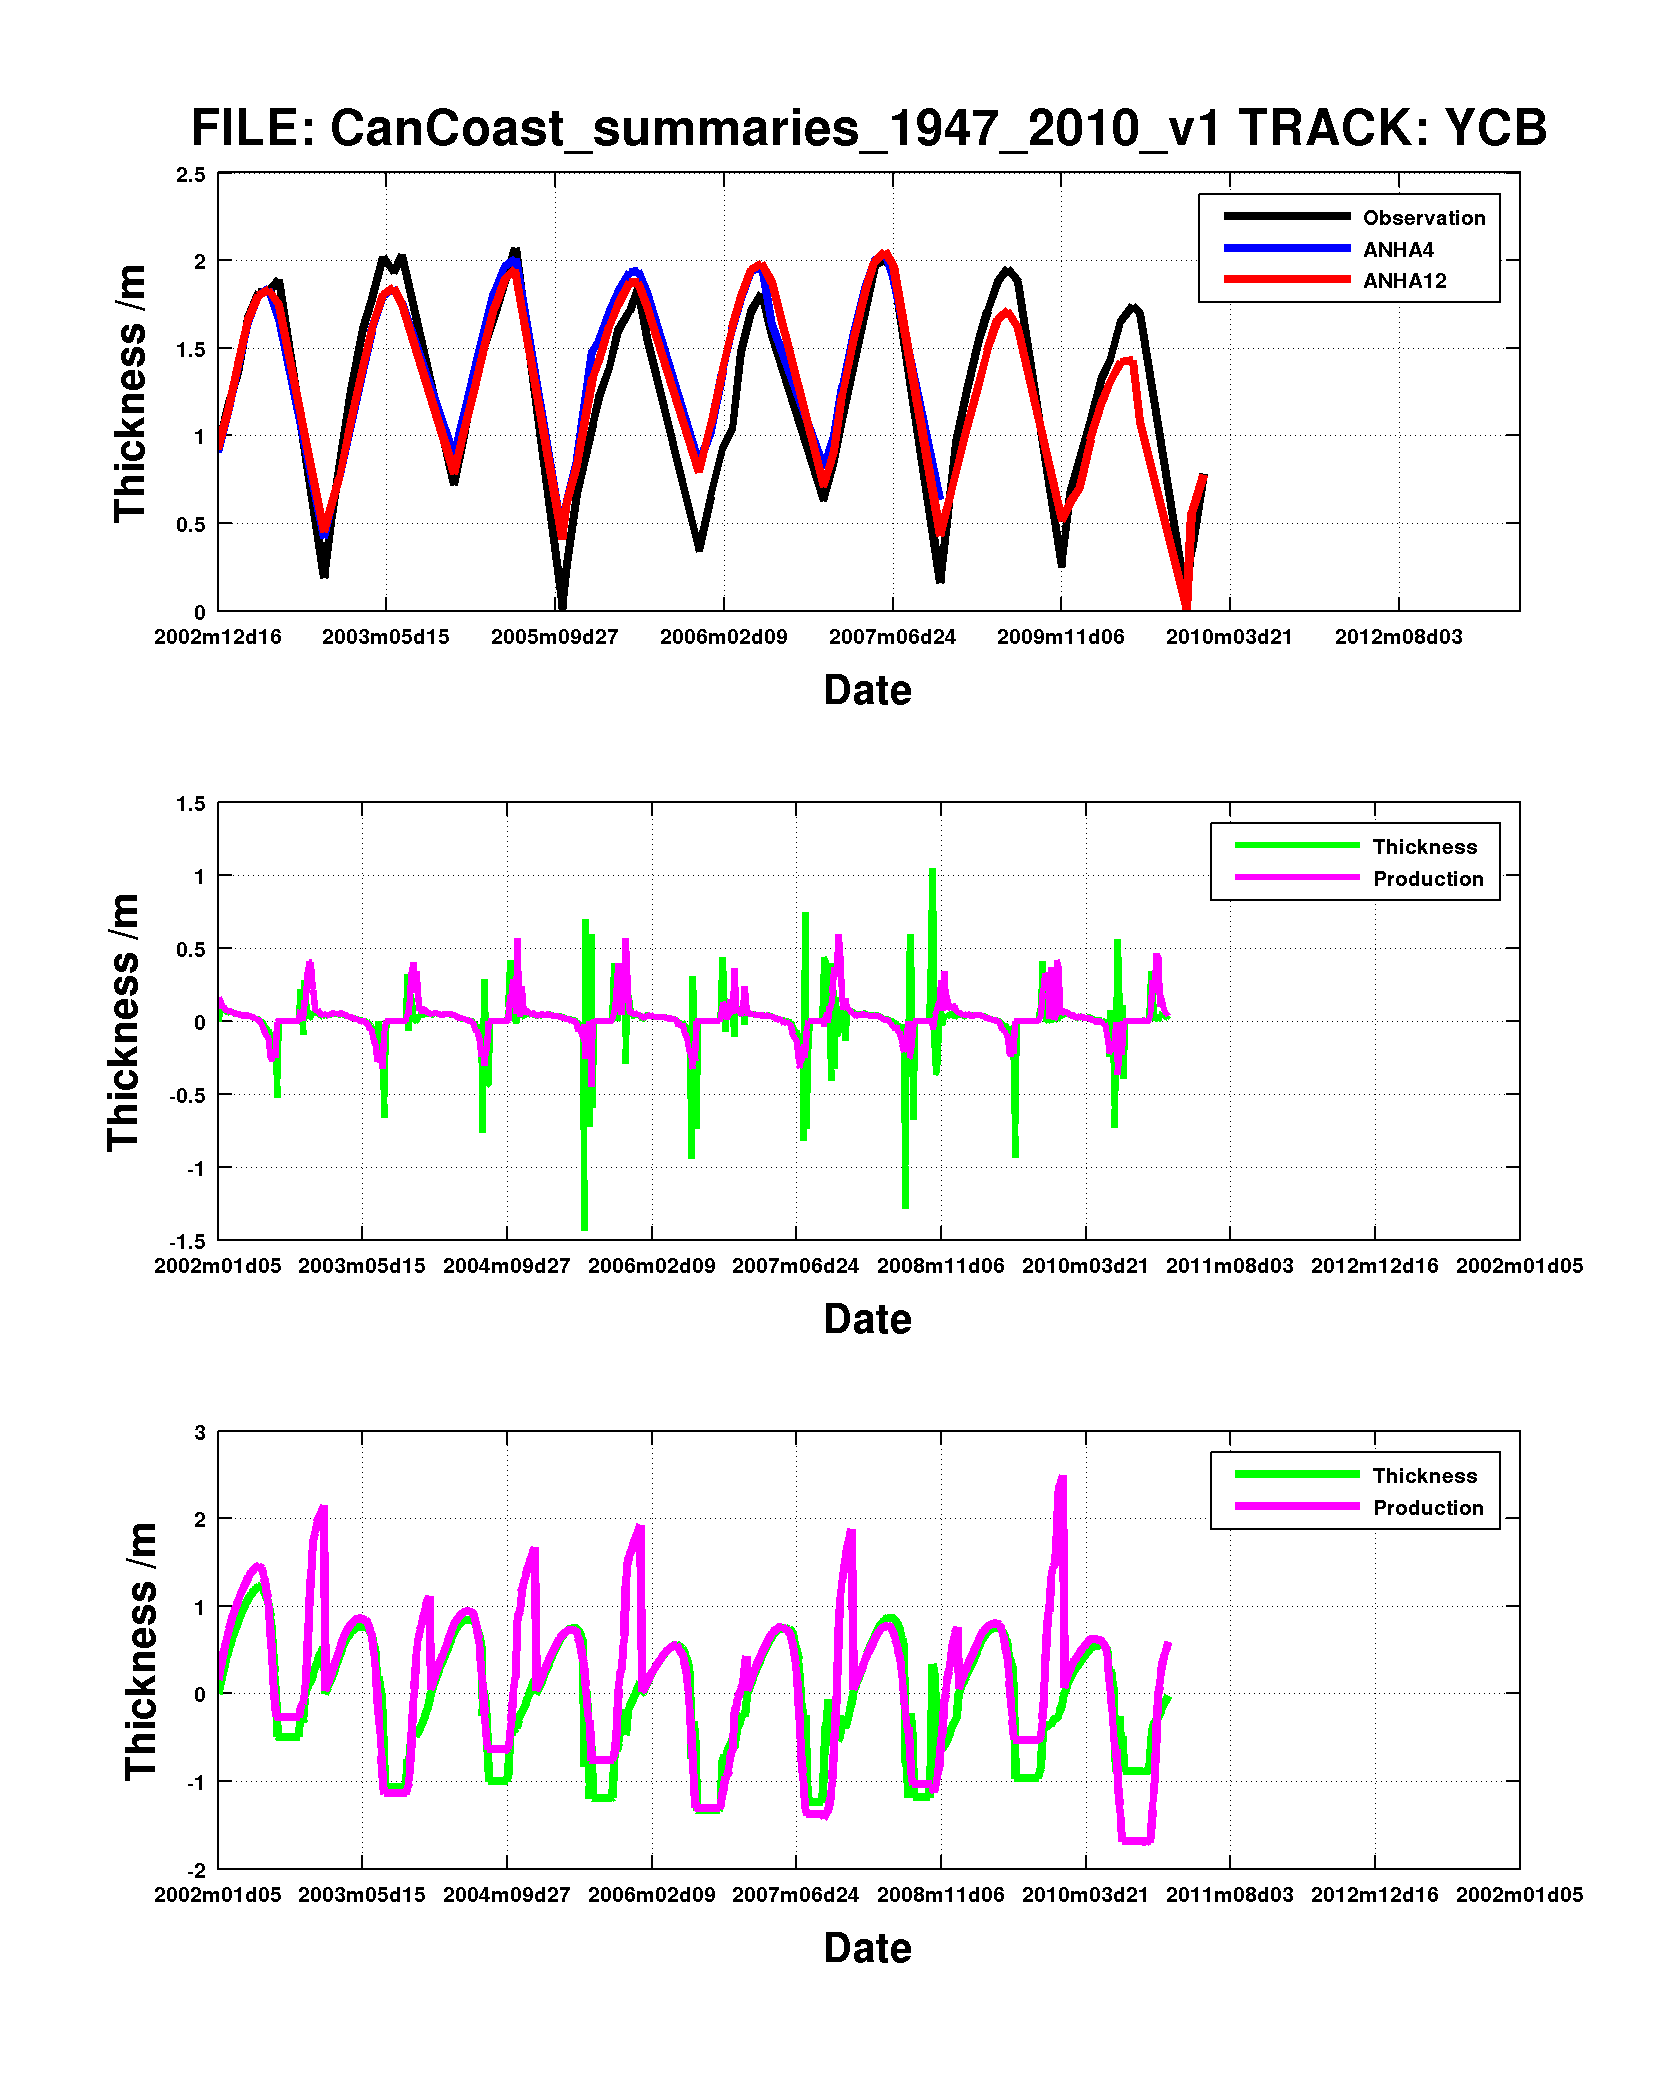 FILE: CanCoast_summaries_1947_2010_v1 TRACK: YCB
2.5
2
1.5
1
0.5
0
Thickness /m
Observation
ANHA4
ANHA12
2002m12d16 2003m05d15 2005m09d27 2006m02d09 2007m06d24 2009m11d06 2010m03d21 2012m08d03
Date
1.5
1
0.5
0
-0.5
-1
-1.5
Thickness /m
Thickness
Production
2002m01d05 2003m05d15 2004m09d27 2006m02d09 2007m06d24 2008m11d06 2010m03d21 2011m08d03 2012m12d16 2002m01d05
Date
3
2
1
0
-1
-2
Thickness /m
Thickness
Production
2002m01d05 2003m05d15 2004m09d27 2006m02d09 2007m06d24 2008m11d06 2010m03d21 2011m08d03 2012m12d16 2002m01d05
Date